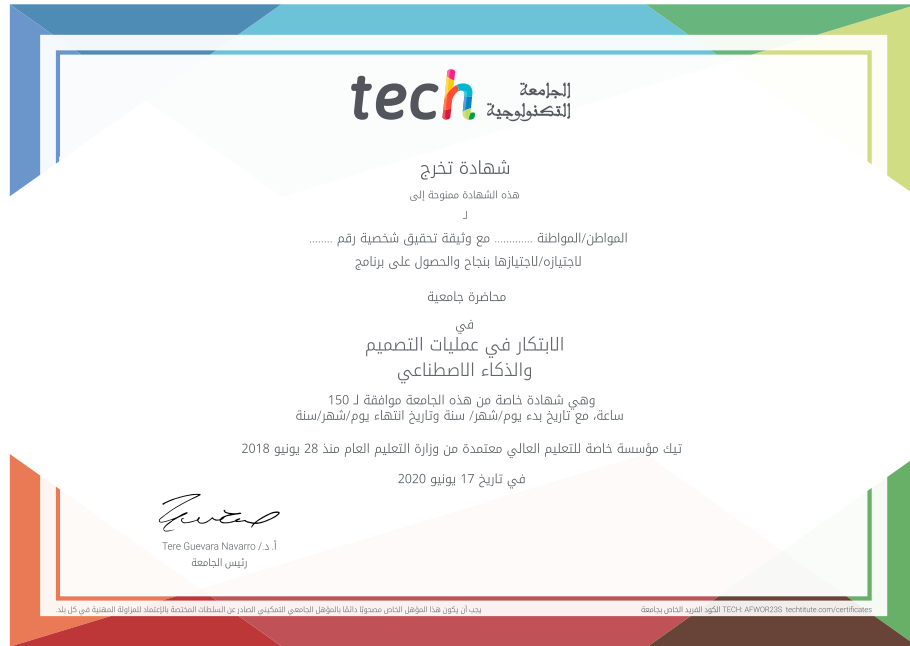 tech الجامعة
التكنولوجية
شهادة تخرج
هذه الشهادة ممنوحة إلى
لـ
المواطن/المواطنة ............ مع وثيقة تحقيق شخصية رقم ........
لاجتيازه/لاجتيازها بنجاح والحصول على برنامج
محاضرة جامعية
في
الابتكار في عمليات التصميم
والذكاء الاصطناعي
وهي شهادة خاصة من هذه الجامعة موافقة لـ 150
ساعة، مع تاريخ بدء يوم/شهر/ سنة وتاريخ انتهاء يوم/شهر/سنة
تيك مؤسسة خاصة للتعليم العالي معتمدة من وزارة التعليم العام منذ 28 يونيو 2018
في تاريخ 17 يونيو 2020
أ. د./ Tere Guevara Navarro
رئيس الجامعة
يجب أن يكون هذا المؤهل الخاص مصحوبًا دائمًا بالمؤهل الجامعي التمكيني الصادر عن السلطات المختصة بالإعتماد للمزاولة المهنية في كل بلد.
الكود الفريد الخاص بجامعة TECH: AFWOR23S techtitute.com/certificates